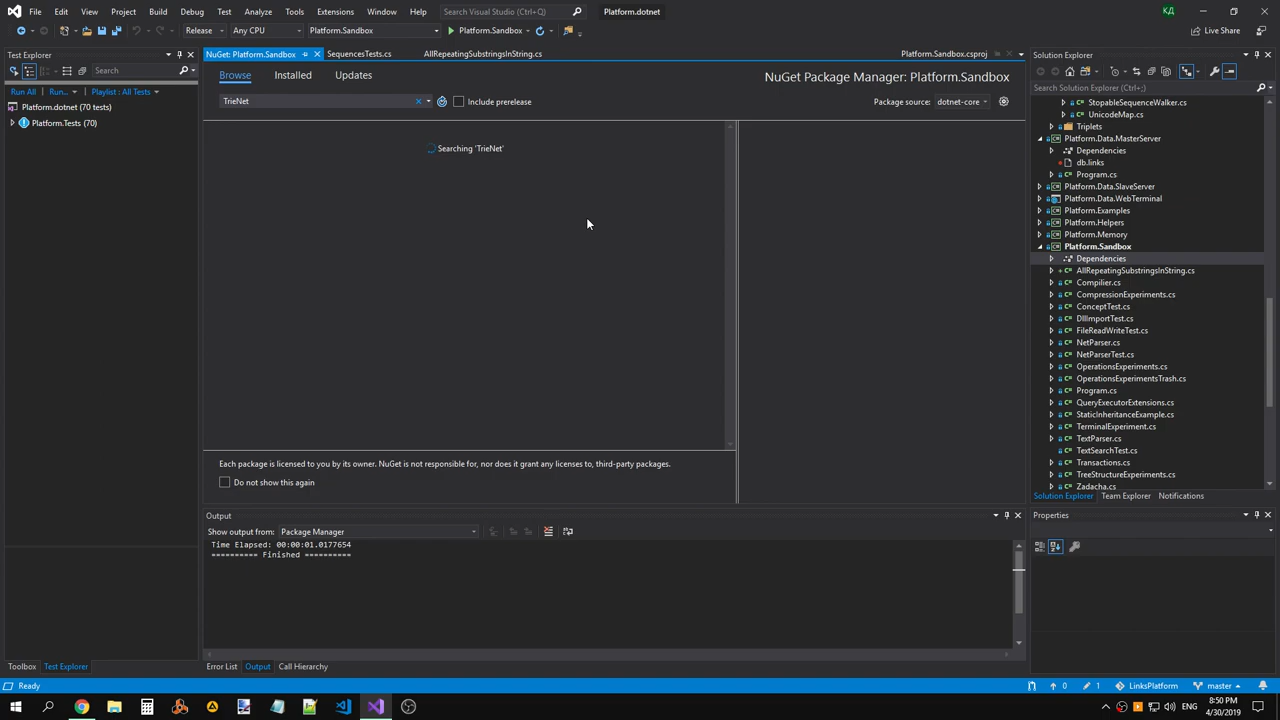 File Edit View Project Build Debug Test Analyze Tools Extensions Window Help Search Visual Studio (Ctrl+;) Platform.dotnet КД
Release Any CPU Platform.Sandbox Platform.Sandbox Live Share
Test Explorer
Search
Run All Run... Playlist : All Tests
Platform.dotnet (70 tests)
Platform.Tests (70)
NuGet: Platform.Sandbox SequencesTests.cs AllRepeatingSubstringsInString.cs Platform.Sandbox.csproj
Browse Installed Updates NuGet Package Manager: Platform.Sandbox
TrieNet Include prerelease Package source: dotnet-core
Searching 'TrieNet'
Each package is licensed to you by its owner. NuGet is not responsible for, nor does it grant any licenses to, third-party packages.
Do not show this again
Output
Show output from: Package Manager
Time Elapsed: 00:00:01.0177654
========== Finished ==========
Solution Explorer
Search Solution Explorer (Ctrl+;)
StopableSequenceWalker.cs
UnicodeMap.cs
Triplets
Platform.Data.MasterServer
Dependencies
db.links
Program.cs
Platform.Data.SlaveServer
Platform.Data.WebTerminal
Platform.Examples
Platform.Helpers
Platform.Memory
Platform.Sandbox
Dependencies
AllRepeatingSubstringsInString.cs
Compilier.cs
CompressionExperiments.cs
ConceptTest.cs
DllImportTest.cs
FileReadWriteTest.cs
NetParser.cs
NetParserTest.cs
OperationsExperiments.cs
OperationsExperimentsTrash.cs
Program.cs
QueryExecutorExtensions.cs
StaticInheritanceExample.cs
TerminalExperiment.cs
TextParser.cs
TextSearchTest.cs
Transactions.cs
TreeStructureExperiments.cs
Zadacha.cs
Solution Explorer Team Explorer Notifications
Properties
Toolbox Test Explorer Error List Output Call Hierarchy
Ready 0 1 LinksPlatform master
ENG 8:50 PM
4/30/2019